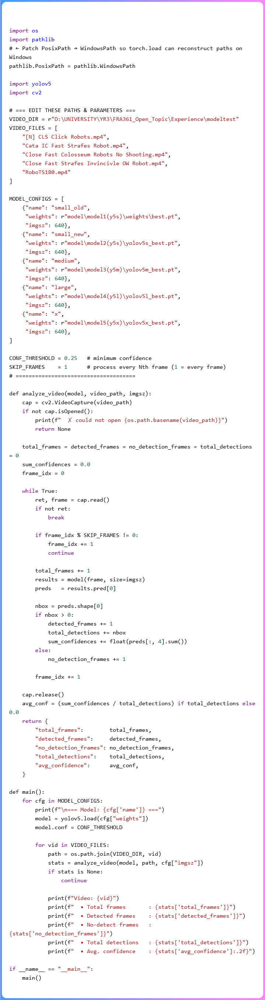 import os
import pathlib
# ← Patch PosixPath → WindowsPath so torch.load can reconstruct paths on
Windows
pathlib.PosixPath = pathlib.WindowsPath

import yolov5
import cv2

# === EDIT THESE PATHS & PARAMETERS ===
VIDEO_DIR = r"D:\UNIVERSITY\YR3\FRA361_Open_Topic\Experience\modeltest"
VIDEO_FILES = [
    "[N] CLS Click Robots.mp4",
    "Cata IC Fast Strafes Robot.mp4",
    "Close Fast Colosseum Robots No Shooting.mp4",
    "Close Fast Strafes Invincivle OW Robot.mp4",
    "RoboTS180.mp4"
]

MODEL_CONFIGS = [
    {"name": "small_old",
     "weights": r"model\model1(y5s)\weights\best.pt",
     "imgsz": 640},
    {"name": "small_new",
     "weights": r"model\model2(y5s)\yolov5s_best.pt",
     "imgsz": 640},
    {"name": "medium",
     "weights": r"model\model3(y5m)\yolov5m_best.pt",
     "imgsz": 640},
    {"name": "large",
     "weights": r"model\model4(y5l)\yolov5l_best.pt",
     "imgsz": 640},
    {"name": "x",
     "weights": r"model\model5(y5x)\yolov5x_best.pt",
     "imgsz": 640},
]

CONF_THRESHOLD = 0.25   # minimum confidence
SKIP_FRAMES    = 1      # process every Nth frame (1 = every frame)
# =====================================

def analyze_video(model, video_path, imgsz):
    cap = cv2.VideoCapture(video_path)
    if not cap.isOpened():
        print(f"  ✗ could not open {os.path.basename(video_path)}")
        return None

    total_frames = detected_frames = no_detection_frames = total_detections
= 0
    sum_confidences = 0.0
    frame_idx = 0

    while True:
        ret, frame = cap.read()
        if not ret:
            break

        if frame_idx % SKIP_FRAMES != 0:
            frame_idx += 1
            continue

        total_frames += 1
        results = model(frame, size=imgsz)
        preds   = results.pred[0]

        nbox = preds.shape[0]
        if nbox > 0:
            detected_frames += 1
            total_detections += nbox
            sum_confidences += float(preds[:, 4].sum())
        else:
            no_detection_frames += 1

        frame_idx += 1

    cap.release()
    avg_conf = (sum_confidences / total_detections) if total_detections else
0.0
    return {
        "total_frames":        total_frames,
        "detected_frames":     detected_frames,
        "no_detection_frames": no_detection_frames,
        "total_detections":    total_detections,
        "avg_confidence":      avg_conf,
    }

def main():
    for cfg in MODEL_CONFIGS:
        print(f"\n=== Model: {cfg['name']} ===")
        model = yolov5.load(cfg["weights"])
        model.conf = CONF_THRESHOLD

        for vid in VIDEO_FILES:
            path = os.path.join(VIDEO_DIR, vid)
            stats = analyze_video(model, path, cfg["imgsz"])
            if stats is None:
                continue

            print(f"Video: {vid}")
            print(f"  • Total frames       : {stats['total_frames']}")
            print(f"  • Detected frames    : {stats['detected_frames']}")
            print(f"  • No-detect frames   :
{stats['no_detection_frames']}")
            print(f"  • Total detections   : {stats['total_detections']}")
            print(f"  • Avg. confidence    : {stats['avg_confidence']:.2f}")

if __name__ == "__main__":
    main()